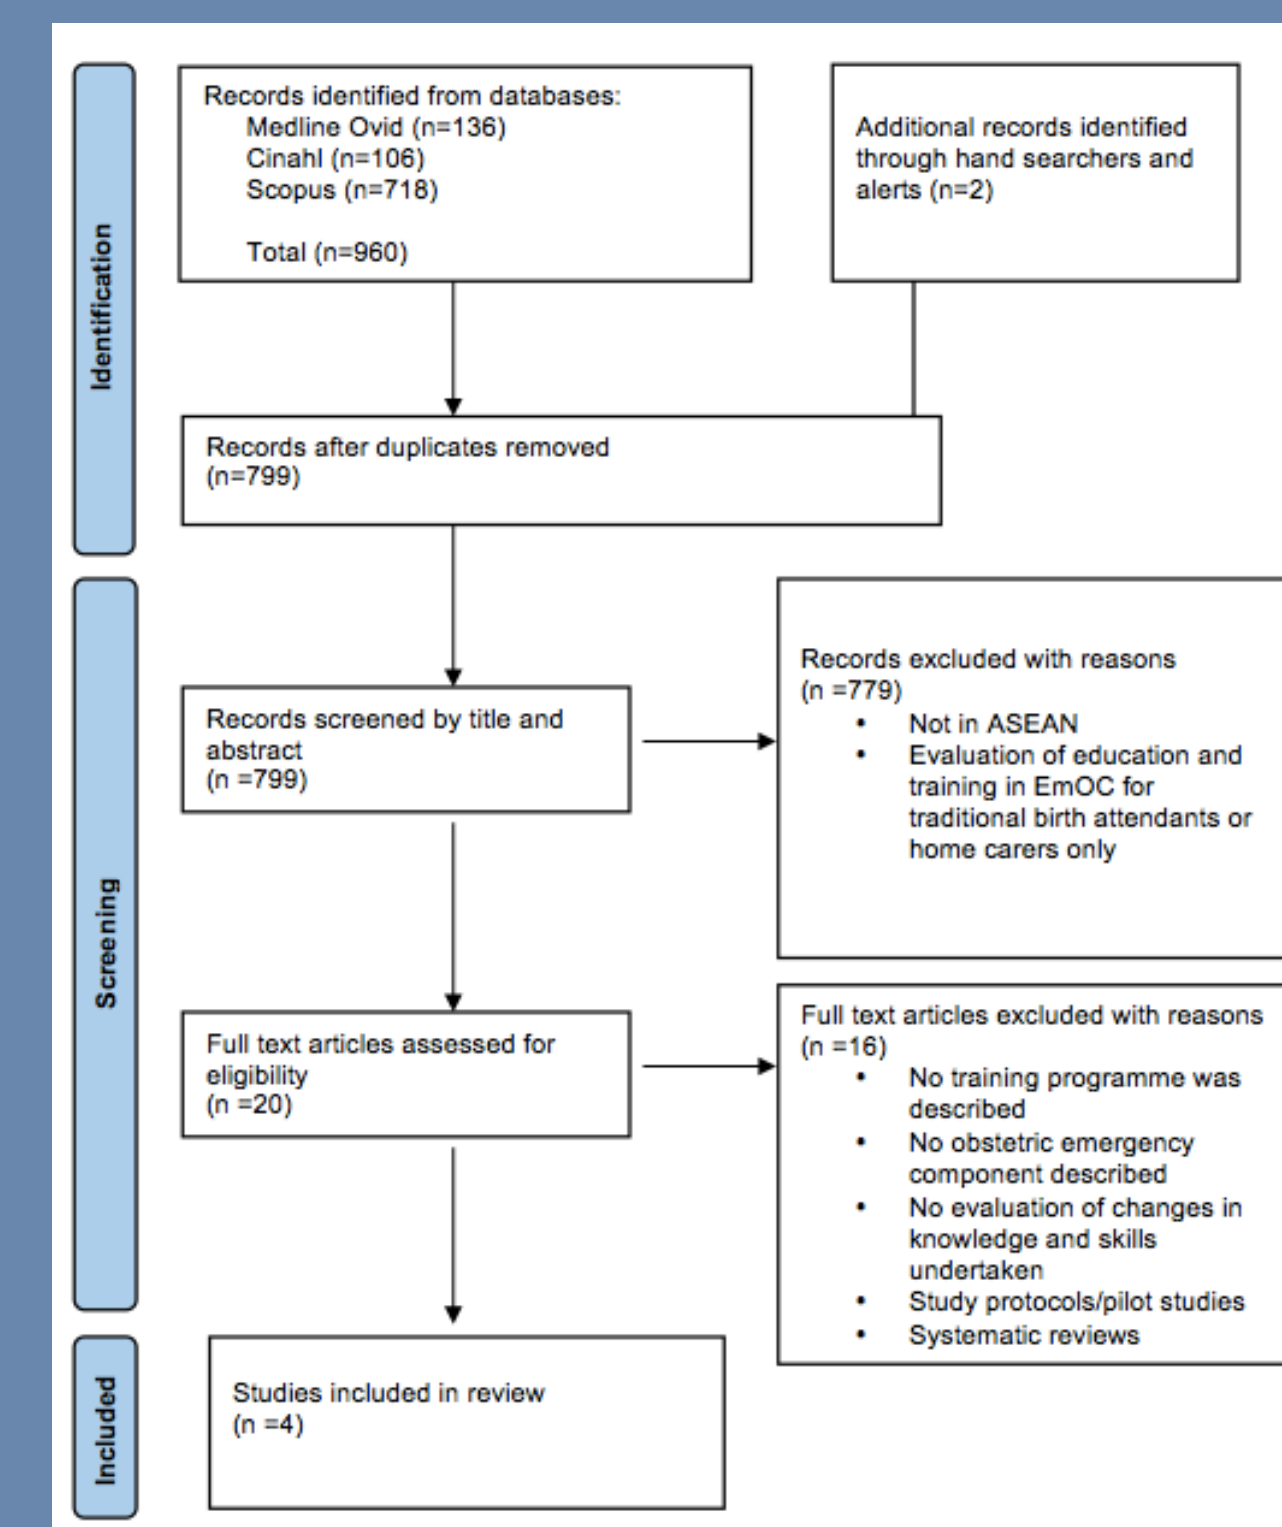 Identification
Records identified from databases:
Medline Ovid (n=136)
Cinahl (n=106)
Scopus (n=718)
Total (n=960)
Additional records identified
through hand searchers and
alerts (n=2)
Records after duplicates removed
(n=799)
Screening
Records screened by title and
abstract
(n =799)
Records excluded with reasons
(n =779)
• Not in ASEAN
• Evaluation of education and
training in EmOC for
traditional birth attendants or
home carers only
Full text articles assessed for
eligibility
(n =20)
Full text articles excluded with reasons
(n =16)
• No training programme was
described
• No obstetric emergency
component described
• No evaluation of changes in
knowledge and skills
undertaken
• Study protocols/pilot studies
• Systematic reviews
Included
Studies included in review
(n =4)